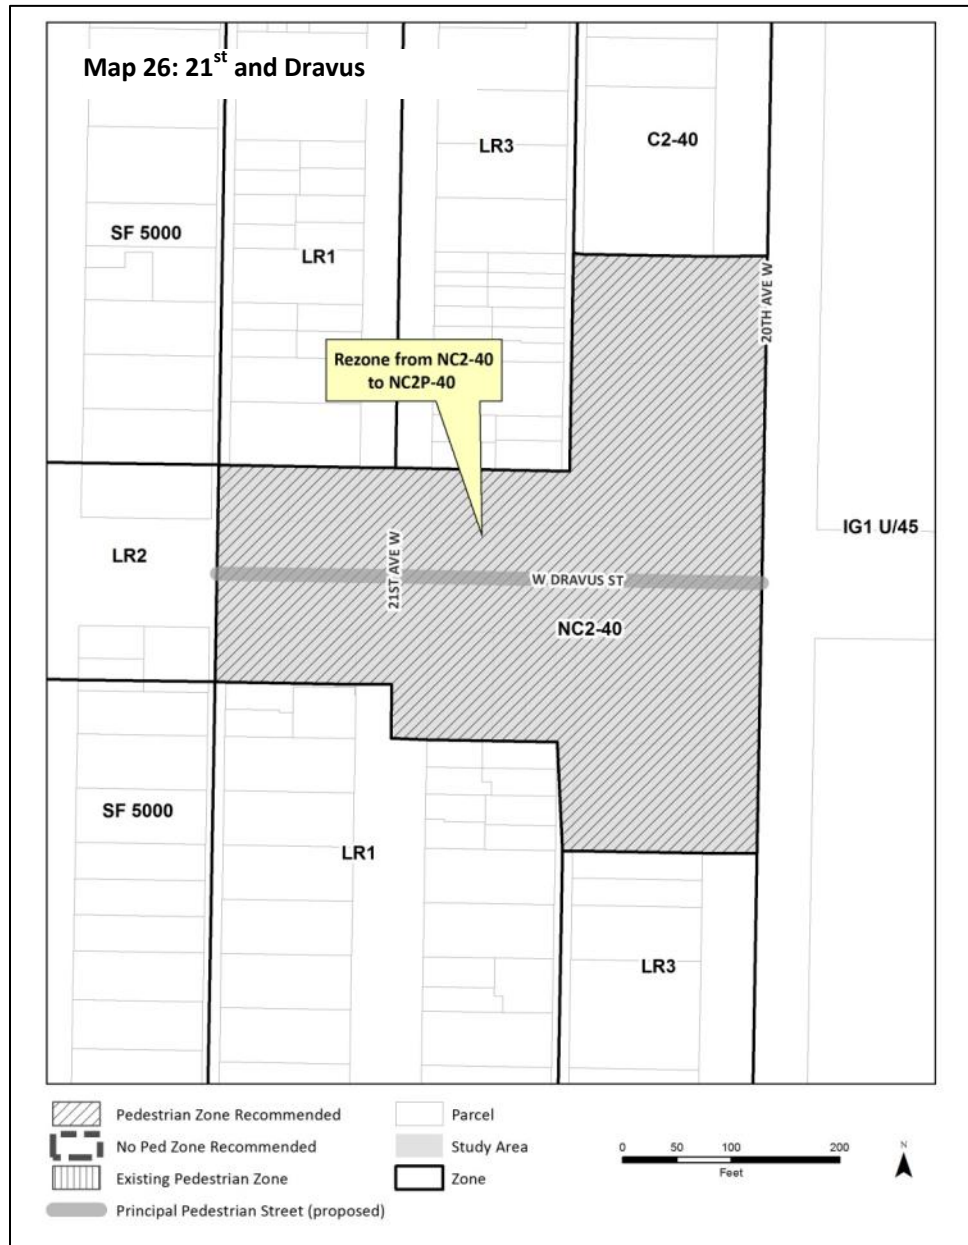 Map 26: 21st and Dravus
C2-40
LR3
SF 5000
LR1
20TH AVE W
Rezone from NC2-40
to NC2P-40
IG1 U/45
LR2
21ST AVE W
W DRAVUS ST
NC2-40
SF 5000
LR1
LR3
Pedestrian Zone Recommended
No Ped Zone Recommended
Existing Pedestrian Zone
Principal Pedestrian Street (proposed)
Parcel
Study Area
Zone
0 50 100 200
Feet
N